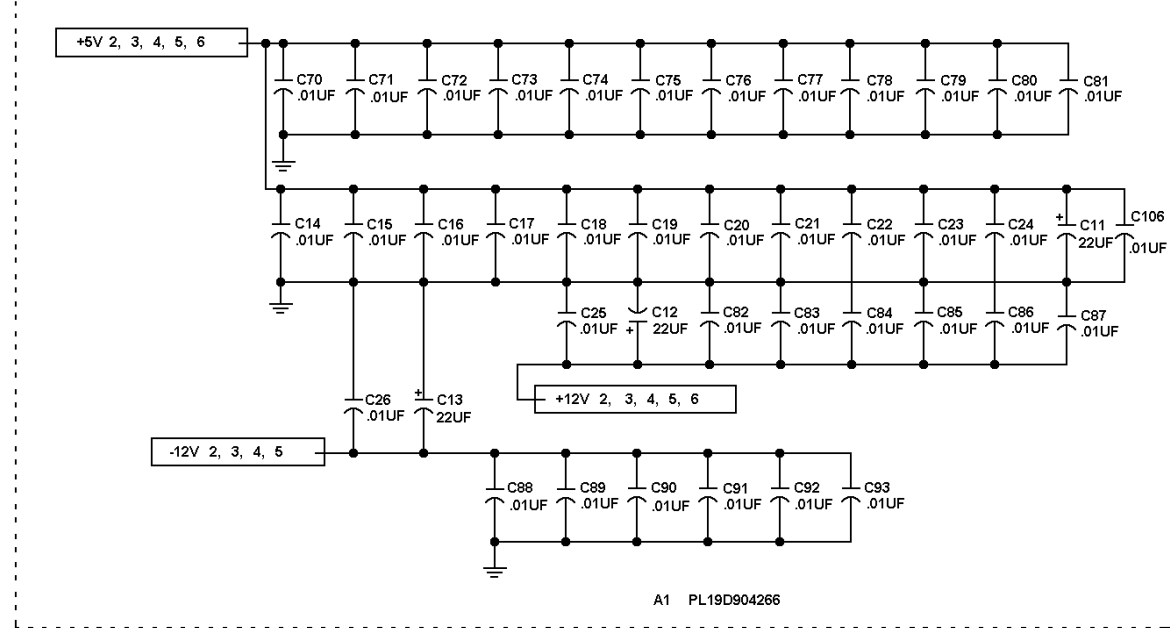 +5V 2, 3, 4, 5, 6
C70 C71 C72 C73 C74 C75 C76 C77 C78 C79 C80 C81
.01UF .01UF .01UF .01UF .01UF .01UF .01UF .01UF .01UF .01UF .01UF .01UF
C14 C15 C16 C17 C18 C19 C20 C21 C22 C23 C24 + C11 C106
.01UF .01UF .01UF .01UF .01UF .01UF .01UF .01UF .01UF .01UF .01UF 22UF .01UF
C25 C12 C82 C83 C84 C85 C86 C87
.01UF + 22UF .01UF .01UF .01UF .01UF .01UF .01UF
+12V 2, 3, 4, 5, 6
C26 + C13
.01UF 22UF
-12V 2, 3, 4, 5
C88 C89 C90 C91 C92 C93
.01UF .01UF .01UF .01UF .01UF .01UF
A1 PL19D904266